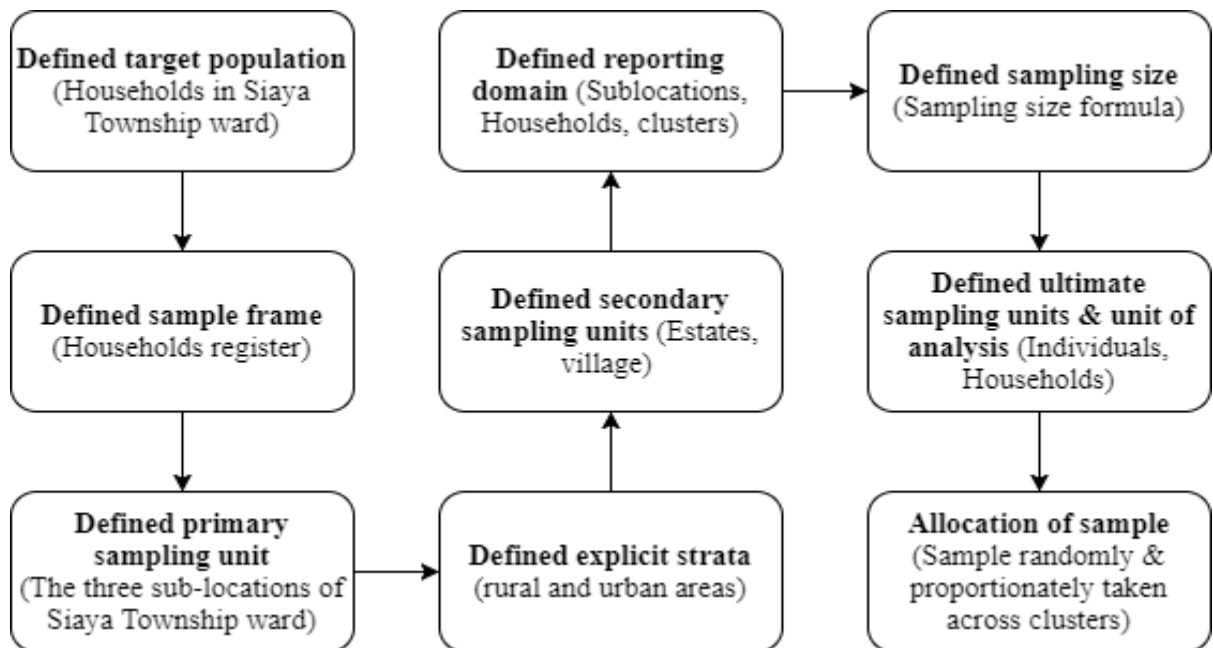 Defined target population
(Households in Siaya
Township ward)
Defined sample frame
(Households register)
Defined primary
sampling unit
(The three sub-locations of
Siaya Township ward)
Defined explicit strata
(rural and urban areas)
Defined secondary
sampling units (Estates,
village)
Defined reporting
domain (Sublocations,
Households, clusters)
Defined sampling size
(Sampling size formula)
Defined ultimate
sampling units & unit of
analysis (Individuals,
Households)
Allocation of sample
(Sample randomly &
proportionately taken
across clusters)